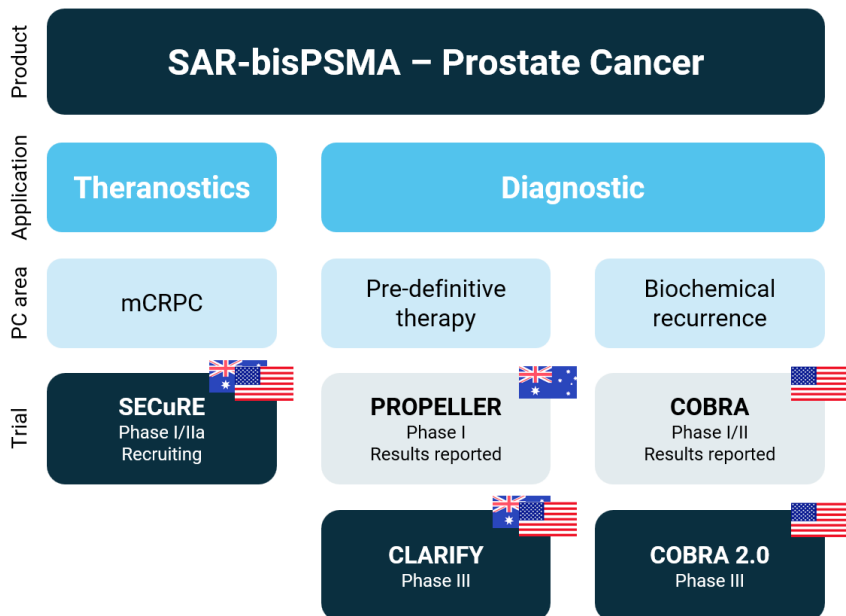 Product
SAR-bisPSMA – Prostate Cancer
Application
Theranostics
Diagnostic
PC area
mCRPC
Pre-definitive
therapy
Biochemical
recurrence
Trial
SECuRE
Phase I/IIa
Recruiting
PROPELLER
Phase I
Results reported
COBRA
Phase I/II
Results reported
CLARIFY
Phase III
COBRA 2.0
Phase III